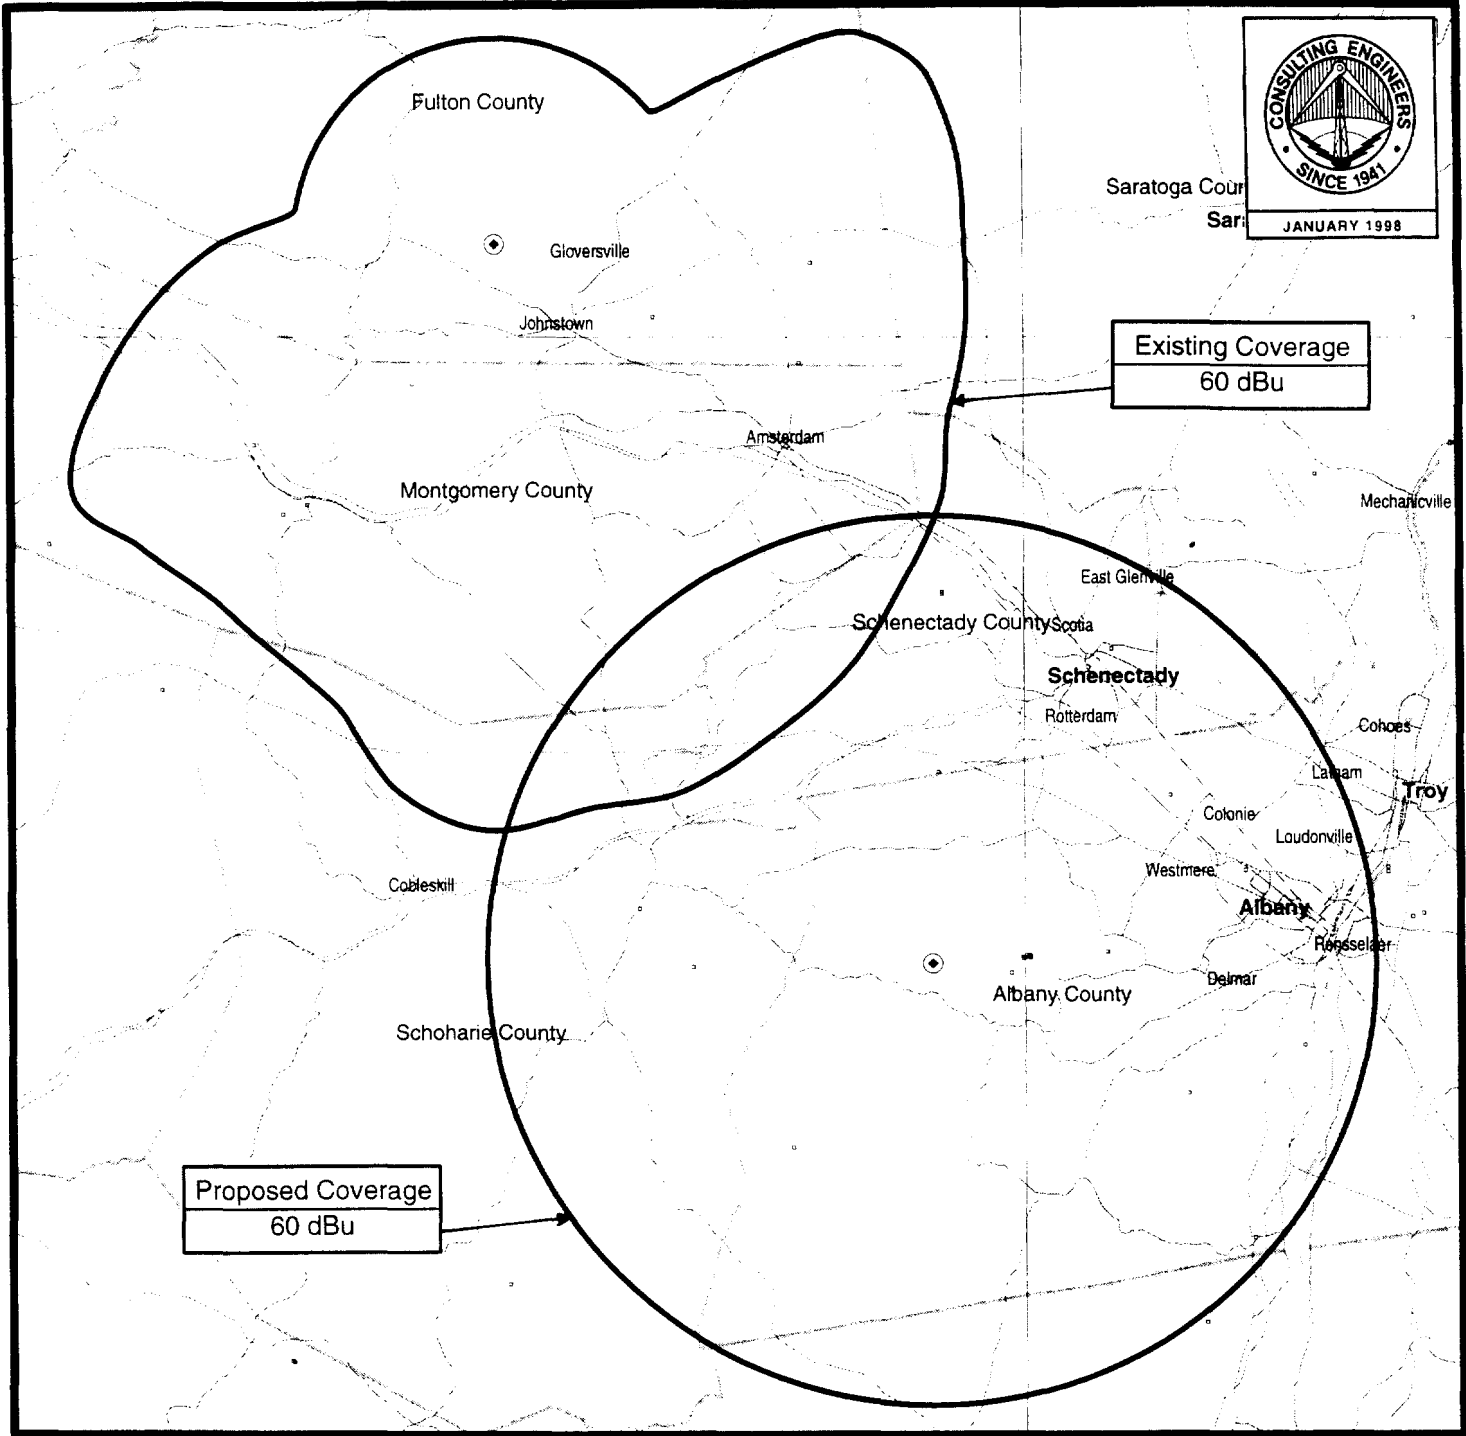 Fulton County
CONSULTING ENGINEERS
SINCE 1941
JANUARY 1998
Saratoga Cour
Sar
Gloversville
Johnstown
Existing Coverage
60 dBu
Amsterdam
Montgomery County
Mechanicville
East Glenville
Schenectady County
Scotia
Schenectady
Rotterdam
Cohoes
Latham
Troy
Colonie
Loudonville
Westmere
Cobleskill
Albany
Rensselaer
Delmar
Albany County
Schoharie County
Proposed Coverage
60 dBu